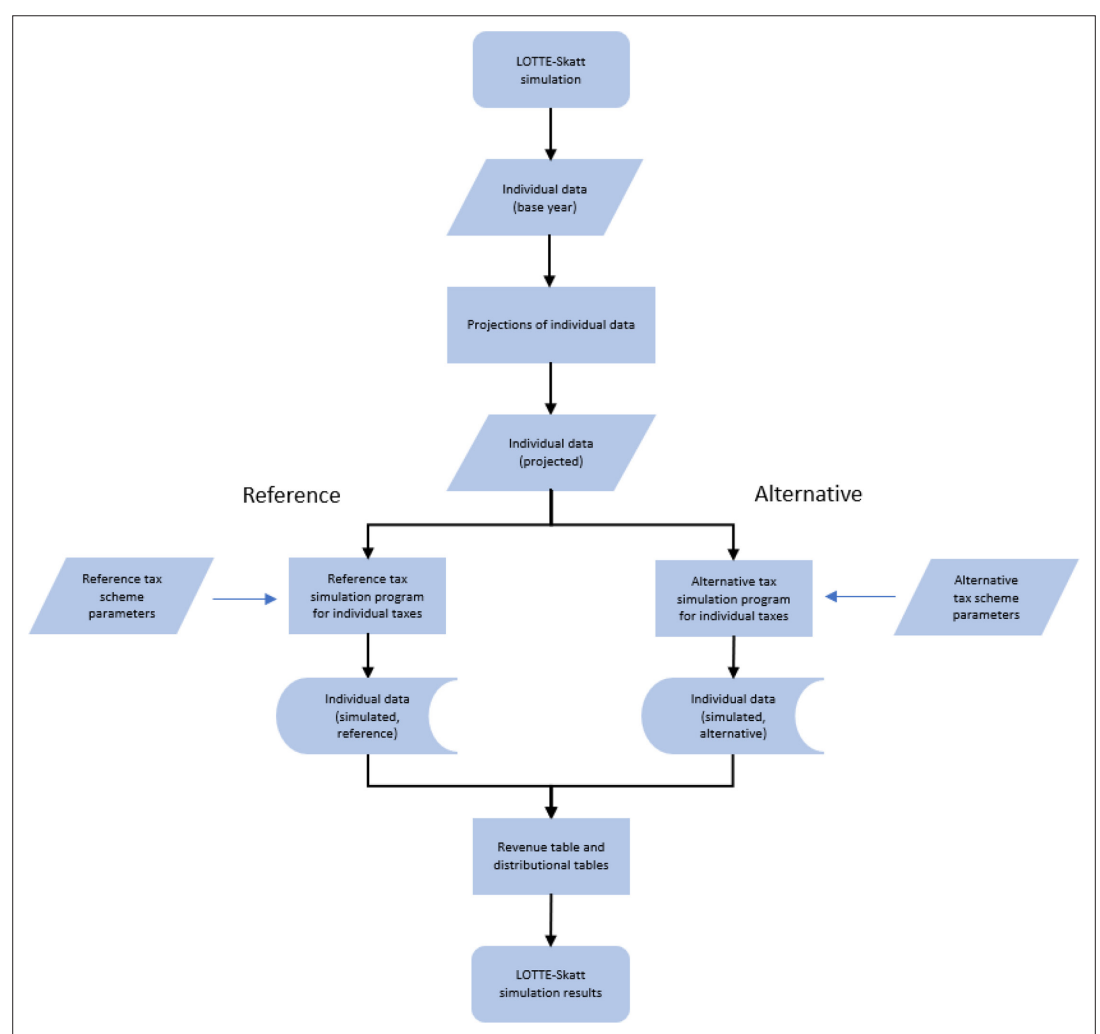 LOTTE-Skatt
simulation
Individual data
(base year)
Projections of individual data
Individual data
(projected)
Reference
Alternative
Reference tax
scheme
parameters
Reference tax
simulation program
for individual taxes
Alternative tax
simulation program
for individual taxes
Alternative
tax scheme
parameters
Individual data
(simulated,
reference)
Individual data
(simulated,
alternative)
Revenue table and
distributional tables
LOTTE-Skatt
simulation results